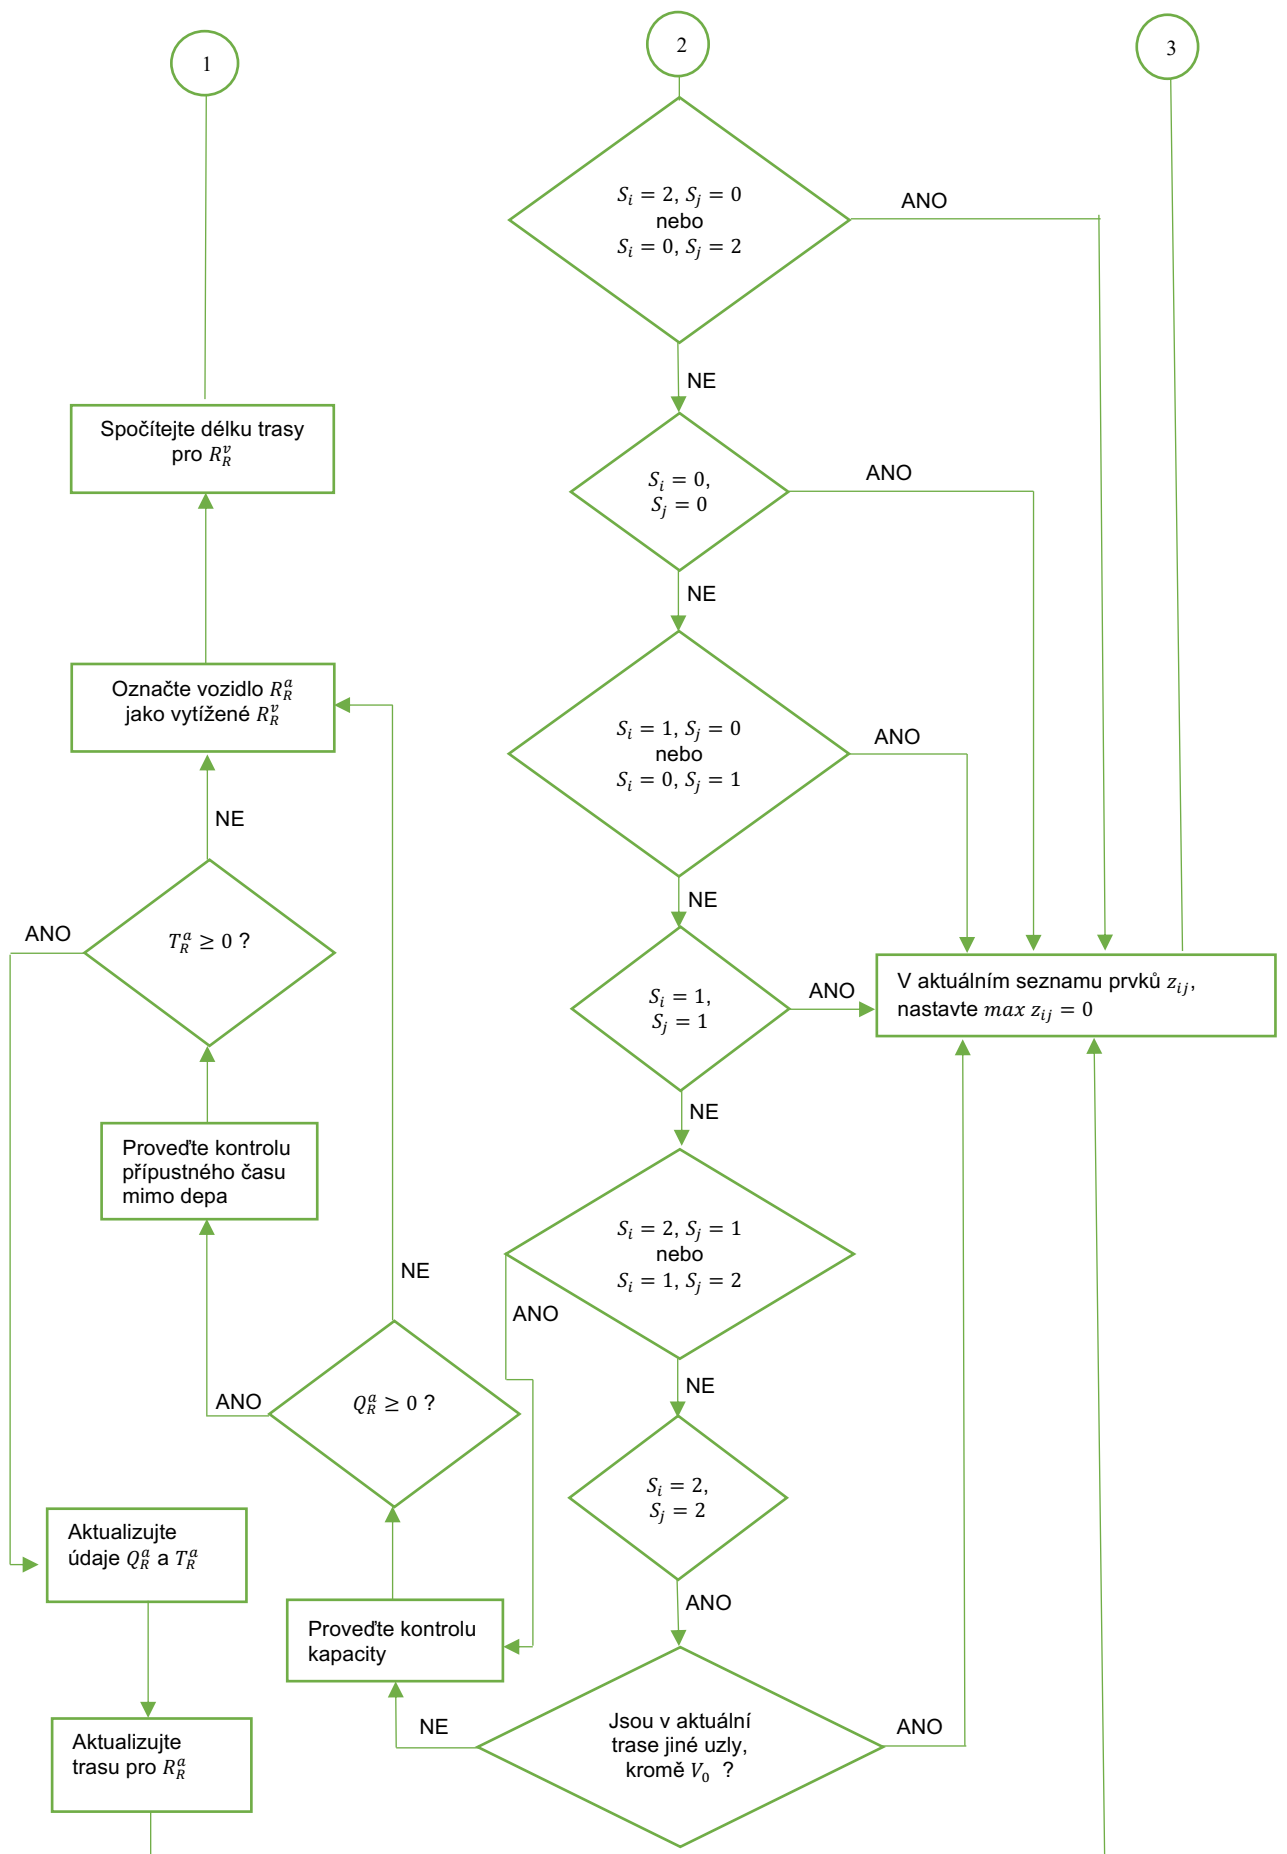 1
2
3
S_i = 2, S_j = 0
nebo
S_i = 0, S_j = 2
ANO
NE
Spočítejte délku trasy
pro R_R^v
S_i = 0,
S_j = 0
ANO
NE
Označte vozidlo R_R^a
jako vytížené R_R^v
S_i = 1, S_j = 0
nebo
S_i = 0, S_j = 1
ANO
NE
NE
T_R^a ≥ 0 ?
ANO
S_i = 1,
S_j = 1
ANO
V aktuálním seznamu prvků z_ij,
nastavte max z_ij = 0
NE
Proveďte kontrolu
přípustného času
mimo depa
S_i = 2, S_j = 1
nebo
S_i = 1, S_j = 2
NE
ANO
ANO
Q_R^a ≥ 0 ?
NE
S_i = 2,
S_j = 2
Aktualizujte
údaje Q_R^a a T_R^a
ANO
Proveďte kontrolu
kapacity
NE
Jsou v aktuální
trase jiné uzly,
kromě V_0 ?
ANO
Aktualizujte
trasu pro R_R^a